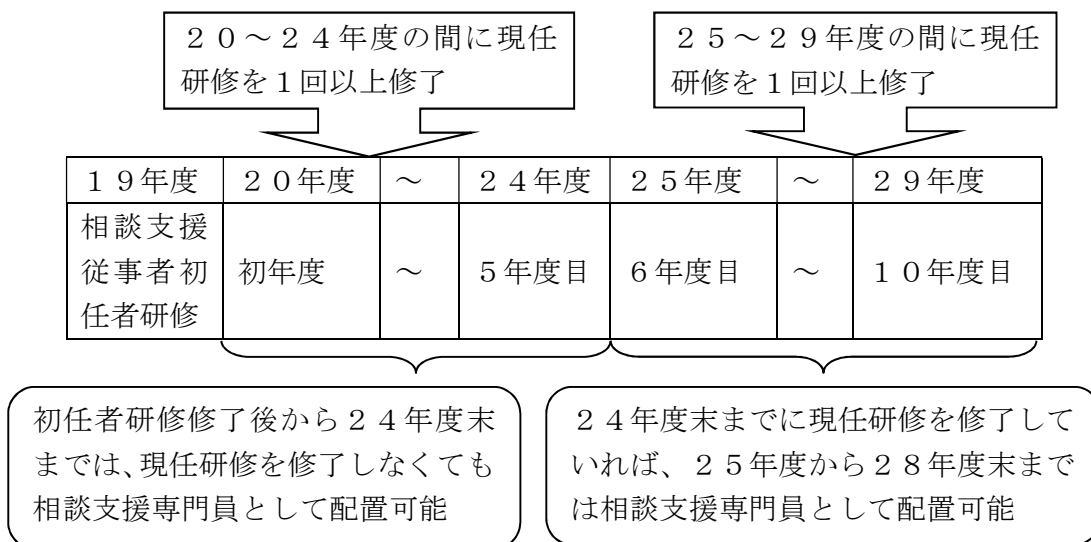 ２０～２４年度の間に現任
研修を１回以上修了
２５～２９年度の間に現任
研修を１回以上修了
１９年度 ２０年度 ～ ２４年度 ２５年度 ～ ２９年度
相談支援
従事者初
任者研修
初年度 ～ ５年度目 ６年度目 ～ １０年度目
初任者研修修了後から２４年度末
までは、現任研修を修了しなくても
相談支援専門員として配置可能
２４年度末までに現任研修を修了して
いれば、２５年度から２８年度末まで
は相談支援専門員として配置可能